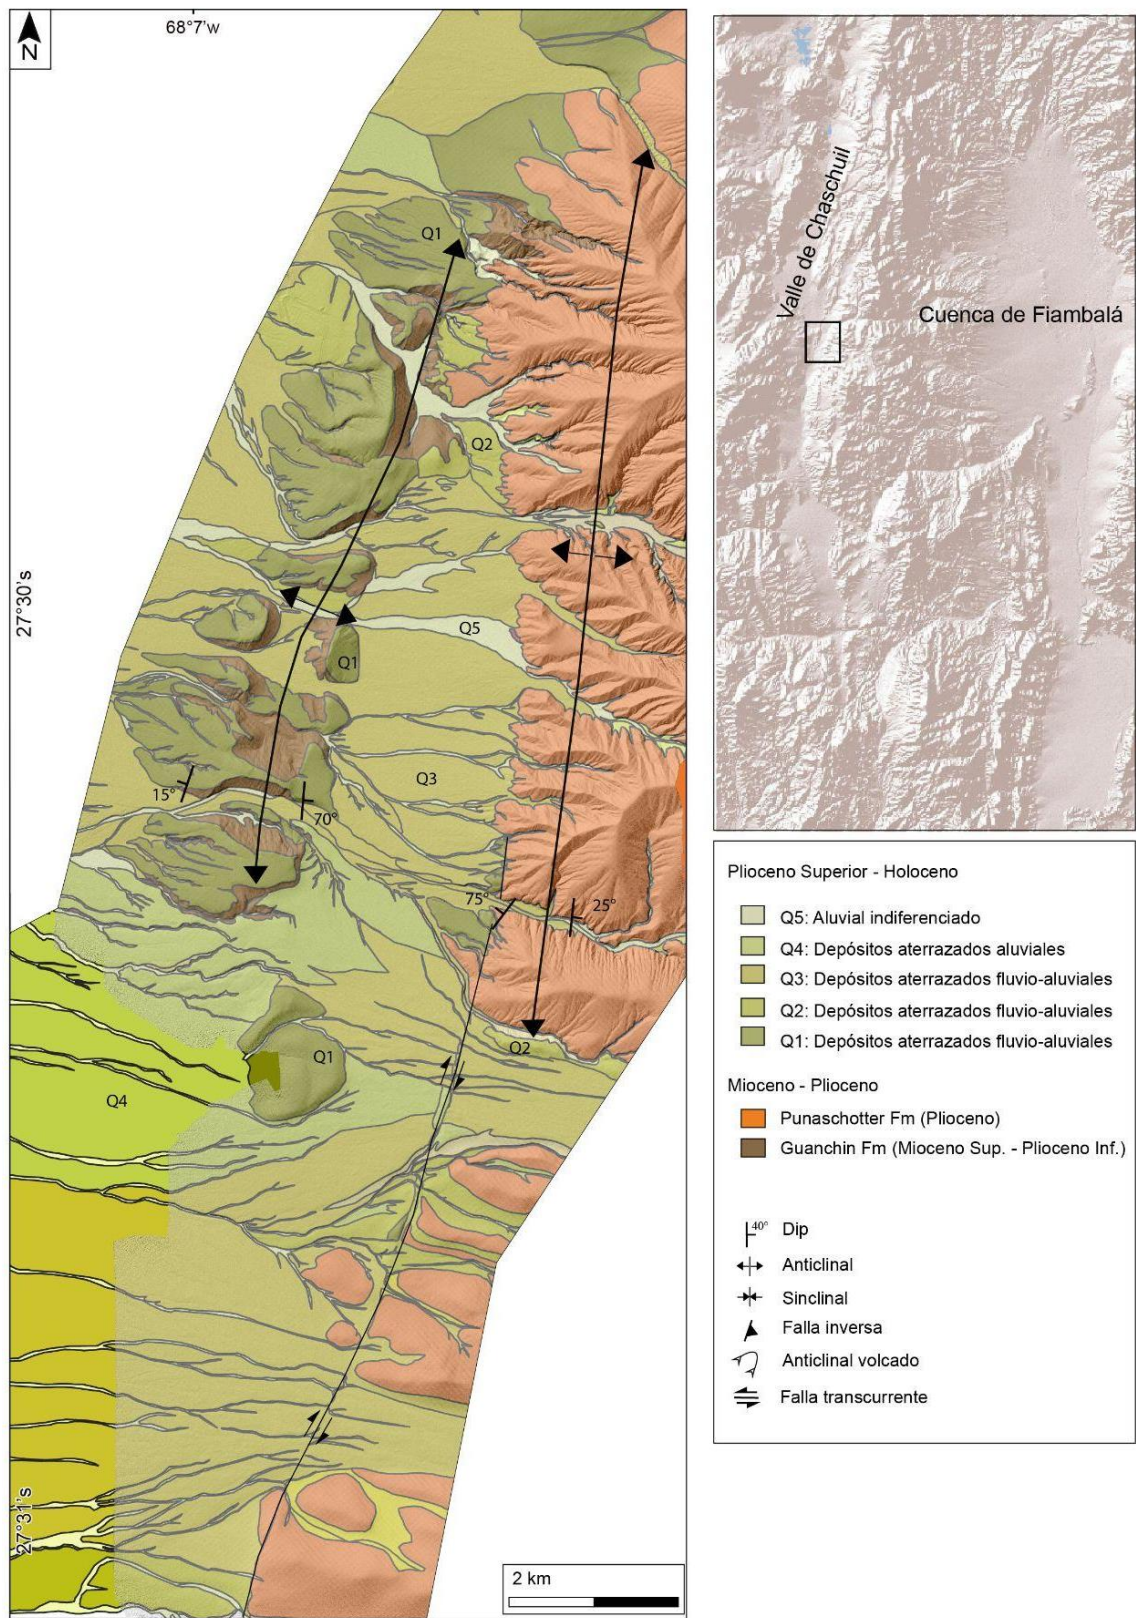 N
68°7'w
27°30's
27°31's
Q1
Q2
Q5
Q1
Q3
15°
70°
75°
25°
Q2
Q1
Q4
2 km
Valle de Chaschuil
Cuenca de Fiambalá
Plioceno Superior - Holoceno
Q5: Aluvial indiferenciado
Q4: Depósitos aterrazados aluviales
Q3: Depósitos aterrazados fluvio-aluviales
Q2: Depósitos aterrazados fluvio-aluviales
Q1: Depósitos aterrazados fluvio-aluviales
Mioceno - Plioceno
Punaschotter Fm (Plioceno)
Guanchin Fm (Mioceno Sup. - Plioceno Inf.)
40° Dip
Anticlinal
Sinclinal
Falla inversa
Anticlinal volcado
Falla transcurrente